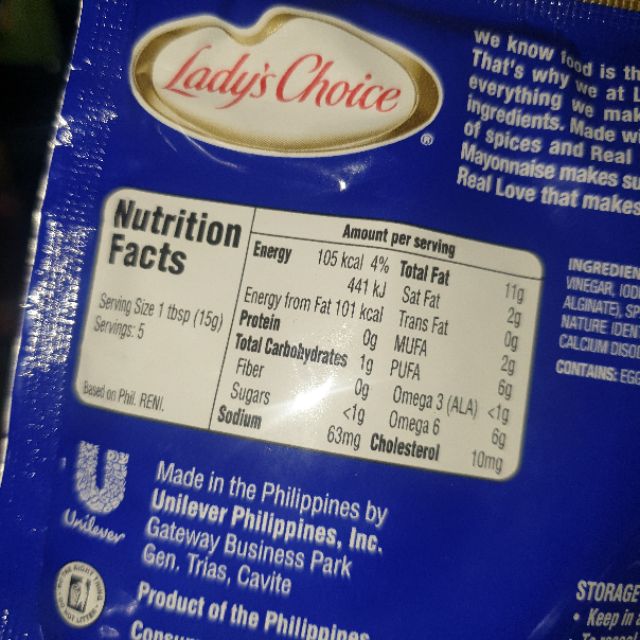 Lady's Choice
®
we know food is th
That's why we at L
everything we mak
ingredients. Made wi
of spices and Real
Mayonnaise makes su
Real Love that makes
Nutrition
Facts
Serving Size 1 tbsp (15g)
Servings: 5
Based on Phil. RENI.
Amount per serving
Energy 105 kcal 4%
441 kJ
Energy from Fat 101 kcal
Protein 0g
Total Carbohydrates 1g
Fiber 0g
Sugars <1g
Sodium 63mg
Total Fat 11g
Sat Fat 2g
Trans Fat 0g
MUFA 2g
PUFA 6g
Omega 3 (ALA) <1g
Omega 6 6g
Cholesterol 10mg
INGREDIEN
VINEGAR, IOD
ALGINATE), SP
NATURE IDEN
CALCIUM DISOD
CONTAINS: EGG
Unilever
Made in the Philippines by
Unilever Philippines, Inc.
Gateway Business Park
Gen. Trias, Cavite
Product of the Philippines
Consum
STORAGE
• Keep in